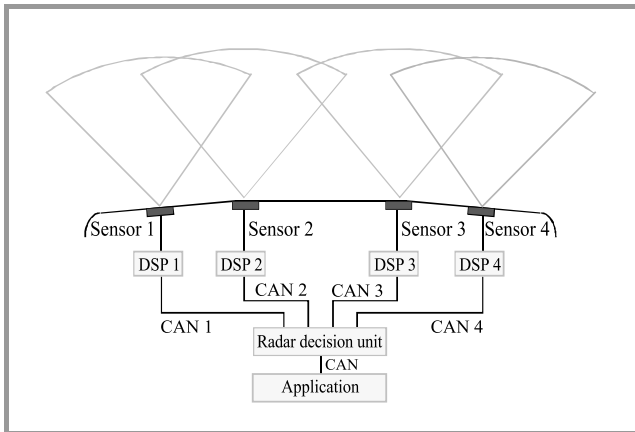 Sensor 1
Sensor 2
Sensor 3
Sensor 4
DSP 1
DSP 2
DSP 3
DSP 4
CAN 2
CAN 3
CAN 1
CAN 4
Radar decision unit
CAN
Application